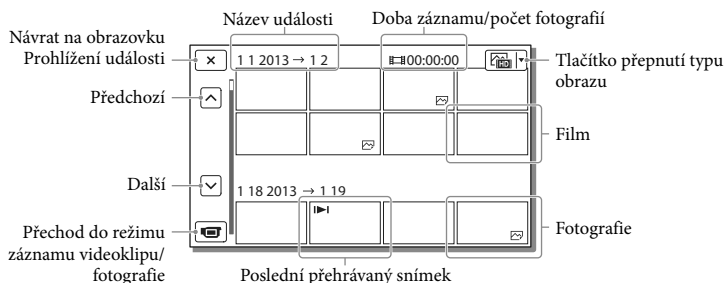 Název události
Doba záznamu/počet fotografií
Návrat na obrazovku
Prohlížení události
1 1 2013 → 1 2
00:00:00
HD
Tlačítko přepnutí typu
obrazu
Předchozí
Film
Další
1 18 2013 → 1 19
Přechod do režimu
záznamu videoklipu/
fotografie
Fotografie
Poslední přehrávaný snímek